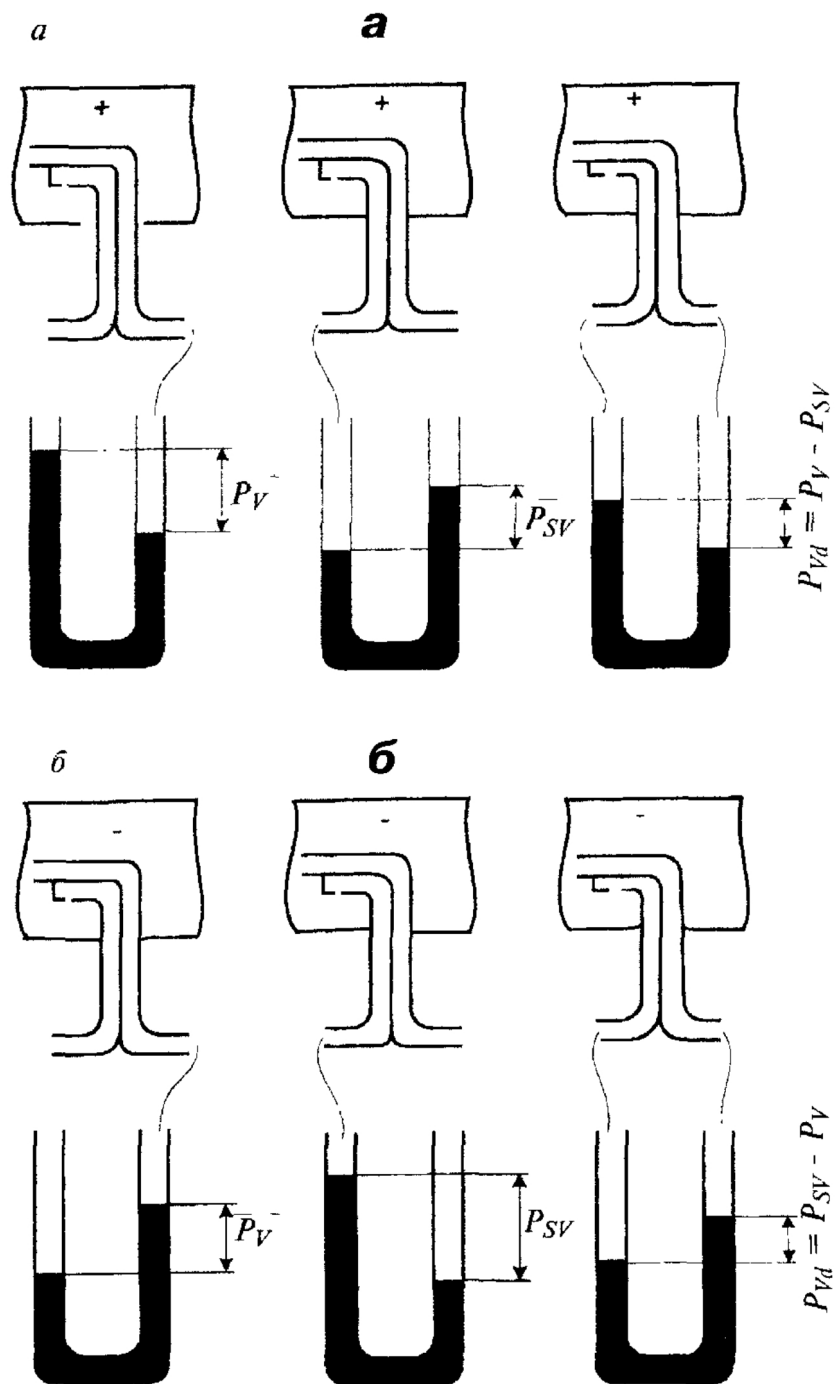 а а
+ + +
P_V
P_SV
P_Vd = P_V - P_SV
б б
- - -
P_V
P_SV
P_Vd = P_SV - P_V